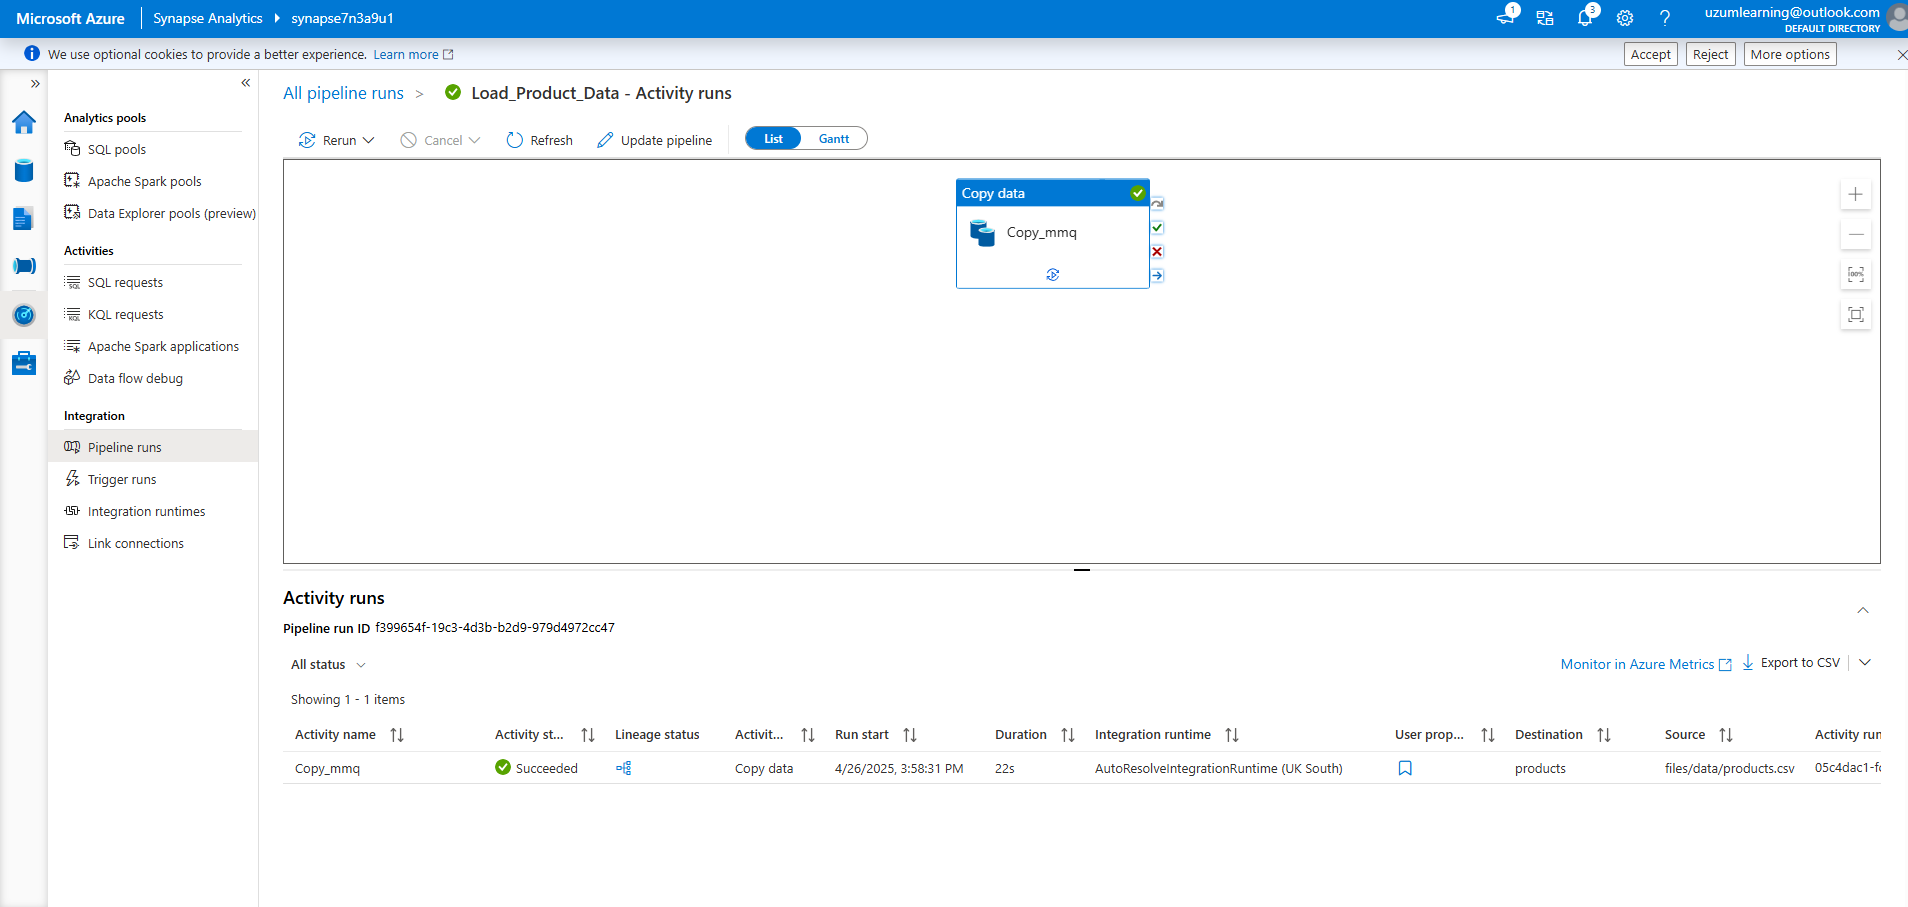 Microsoft Azure Synapse Analytics synapse7n3a9u1 1 3 ? uzumlearning@outlook.com
DEFAULT DIRECTORY
We use optional cookies to provide a better experience. Learn more Accept Reject More options
All pipeline runs > Load_Product_Data - Activity runs
Rerun Cancel Refresh Update pipeline List Gantt
Analytics pools
SQL pools
Apache Spark pools
Data Explorer pools (preview)
Activities
SQL requests
KQL requests
Apache Spark applications
Data flow debug
Integration
Pipeline runs
Trigger runs
Integration runtimes
Link connections
Copy data
Copy_mmq
100%
Activity runs
Pipeline run ID f399654f-19c3-4d3b-b2d9-979d4972cc47
All status Monitor in Azure Metrics Export to CSV
Showing 1 - 1 items
Activity name Activity st... Lineage status Activit... Run start Duration Integration runtime User prop... Destination Source Activity run
Copy_mmq Succeeded Copy data 4/26/2025, 3:58:31 PM 22s AutoResolveIntegrationRuntime (UK South) products files/data/products.csv 05c4dac1-fc